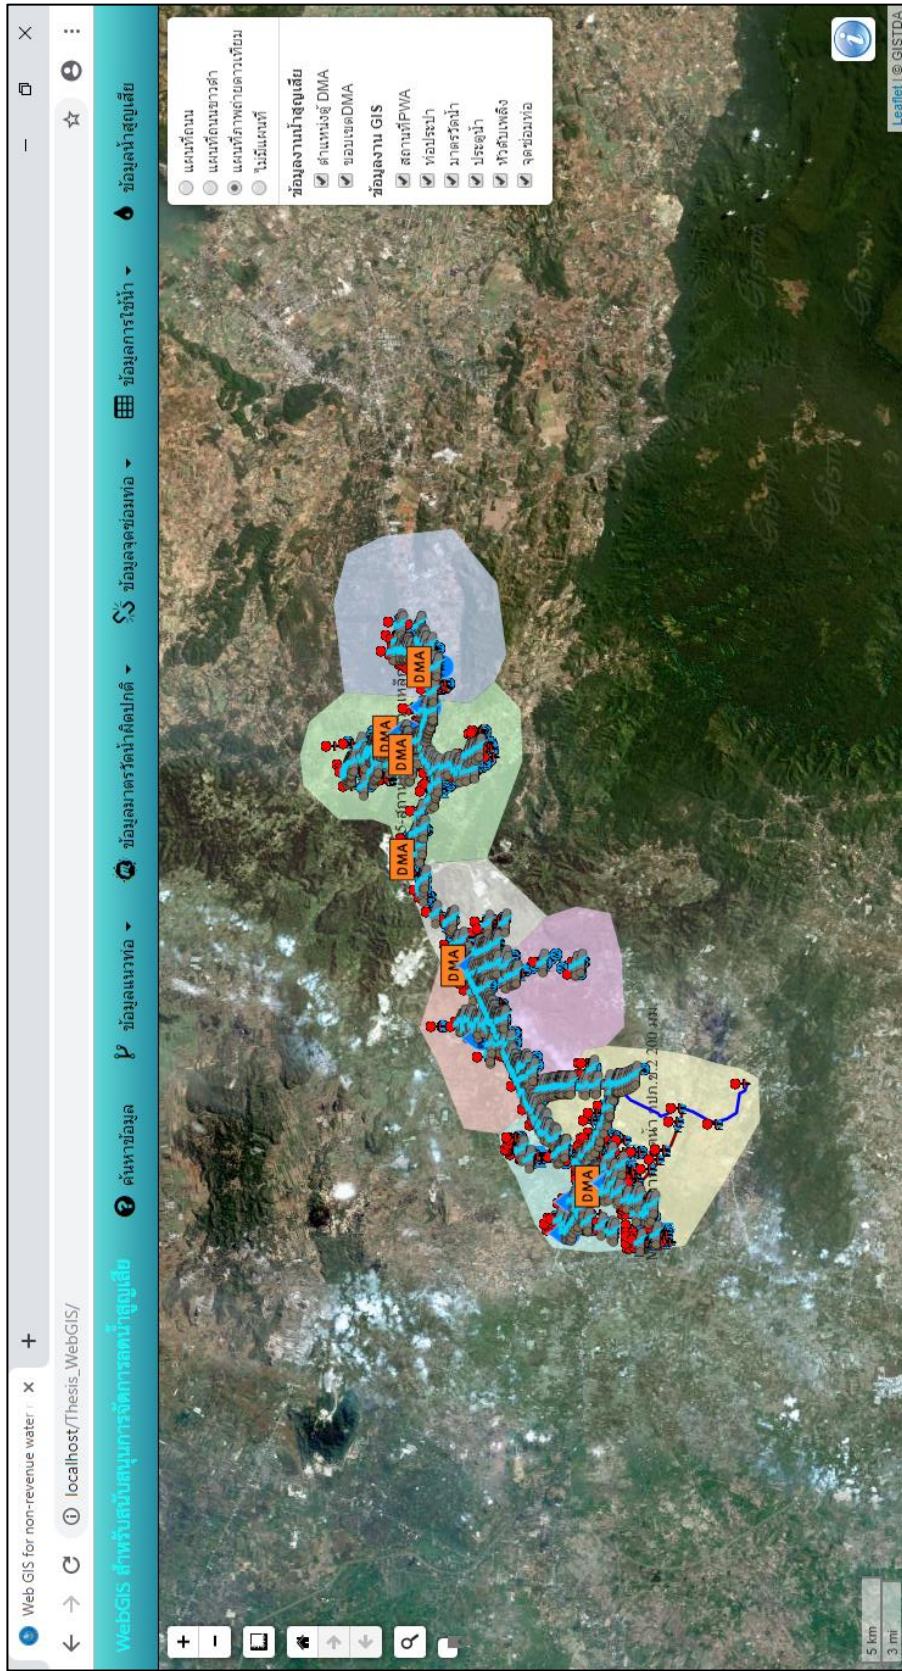 Web GIS for non-revenue water
localhost/Thesis_WebGIS/
WebGIS สำหรับสนับสนุนการจัดการลดน้ำสูญเสีย
ค้นหาข้อมูล
ข้อมูลแนวท่อ
ข้อมูลมาตรวัดน้ำผิดปกติ
ข้อมูลจุดซ่อมท่อ
ข้อมูลการใช้น้ำ
ข้อมูลน้ำสูญเสีย
แผนที่ถนน
แผนที่ถนนขาวดำ
แผนที่ภาพถ่ายดาวเทียม
ไม่มีแผนที่
ข้อมูลงานน้ำสูญเสีย
ตำแหน่งตู้ DMA
ขอบเขตDMA
ข้อมูลงาน GIS
สถานที่PWA
ท่อประปา
มาตรวัดน้ำ
ประตูน้ำ
หัวดับเพลิง
จุดซ่อมท่อ
DMA
DMA
DMA
DMA
DMA
DMA
5 km
3 mi
Leaflet | © GISTDA